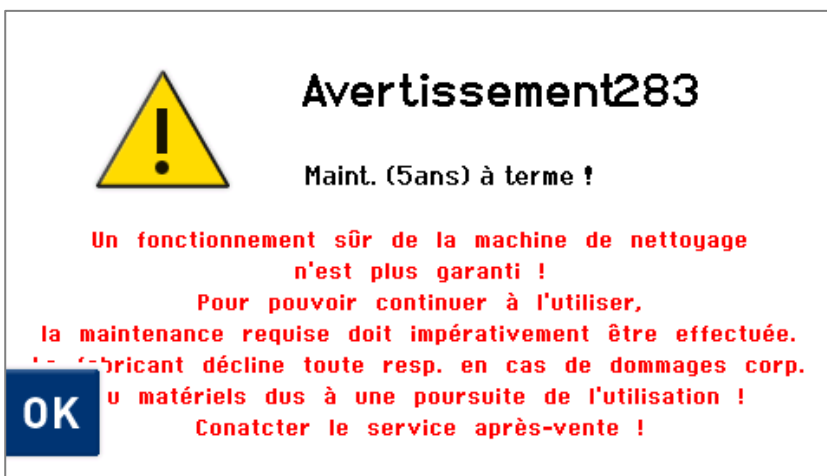 Avertissement283
Maint. (5ans) à terme !
Un fonctionnement sûr de la machine de nettoyage
n'est plus garanti !
Pour pouvoir continuer à l'utiliser,
la maintenance requise doit impérativement être effectuée.
fabricant décline toute resp. en cas de dommages corp.
OK
u matériels dus à une poursuite de l'utilisation !
Conatcter le service après-vente !